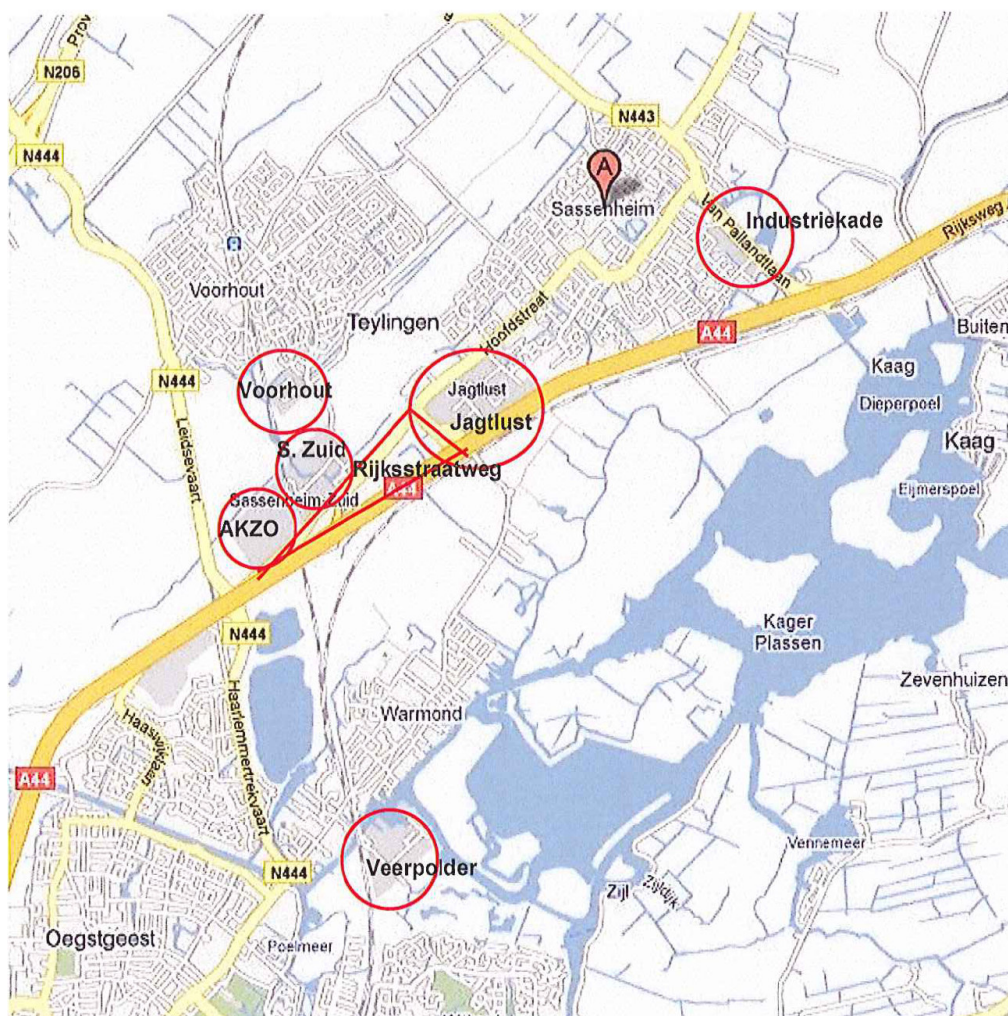 Prov
N206
N444
N443
A
Sassenheim
Van Pallandtlaan
Industriekade
Rijksweg
Voorhout
Teylingen
Hoofdstraat
A44
Buiten
Kaag
Dieperpoel
N444
Leidsevaart
Voorhout
Jagtlust
Jagtlust
Kaag
S. Zuid
Rijksstraatweg
A44
Eijmerspoel
Sassenheim-Zuid
AKZO
N444
Kager
Plassen
Zevenhuizen
Warmond
Haaswijklaan
Haarlemmertrekvaart
A44
Vennemeer
Veerpolder
N444
Zijl
Zijldijk
Oegstgeest
Poelmeer